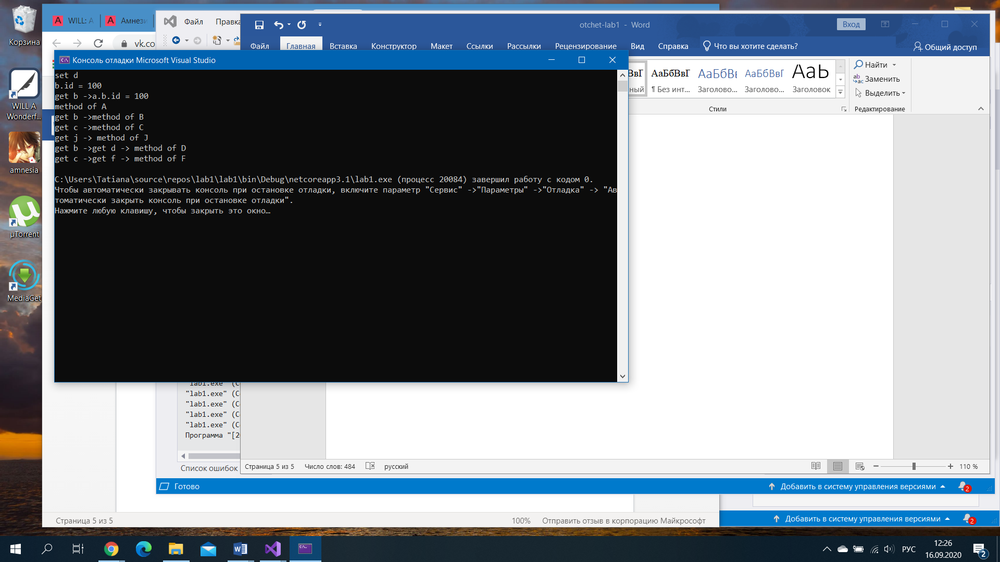 Корзина
WILL A
Wonderf...
amnesia
µTorrent
MediaGet
WILL: A
Амнези
vk.co
Файл
Правка
otchet-lab1 - Word
Вход
Файл Главная Вставка Конструктор Макет Ссылки Рассылки Рецензирование Вид Справка Что вы хотите сделать? Общий доступ
АаБбВвГ АаБбВвГ
ный ¶ Без инт... Заголово... Заголово... Заголовок
Стили
Найти
Заменить
Выделить
Редактирование
Консоль отладки Microsoft Visual Studio
set d
b.id = 100
get b ->a.b.id = 100
method of A
get b ->method of B
get c ->method of C
get j -> method of J
get b ->get d -> method of D
get c ->get f -> method of F
C:\Users\Tatiana\source\repos\lab1\lab1\bin\Debug\netcoreapp3.1\lab1.exe (процесс 20084) завершил работу с кодом 0.
Чтобы автоматически закрывать консоль при остановке отладки, включите параметр "Сервис" ->"Параметры" ->"Отладка" -> "Ав
томатически закрыть консоль при остановке отладки".
Нажмите любую клавишу, чтобы закрыть это окно…
"lab1.exe" (C
"lab1.exe" (C
"lab1.exe" (C
"lab1.exe" (C
"lab1.exe" (C
Программа "[2
Список ошибок
Страница 5 из 5 Число слов: 484 русский 110 %
Готово
Добавить в систему управления версиями
2
Страница 5 из 5
100%
Отправить отзыв в корпорацию Майкрософт
Добавить в систему управления версиями
2
РУС
12:26
16.09.2020
2